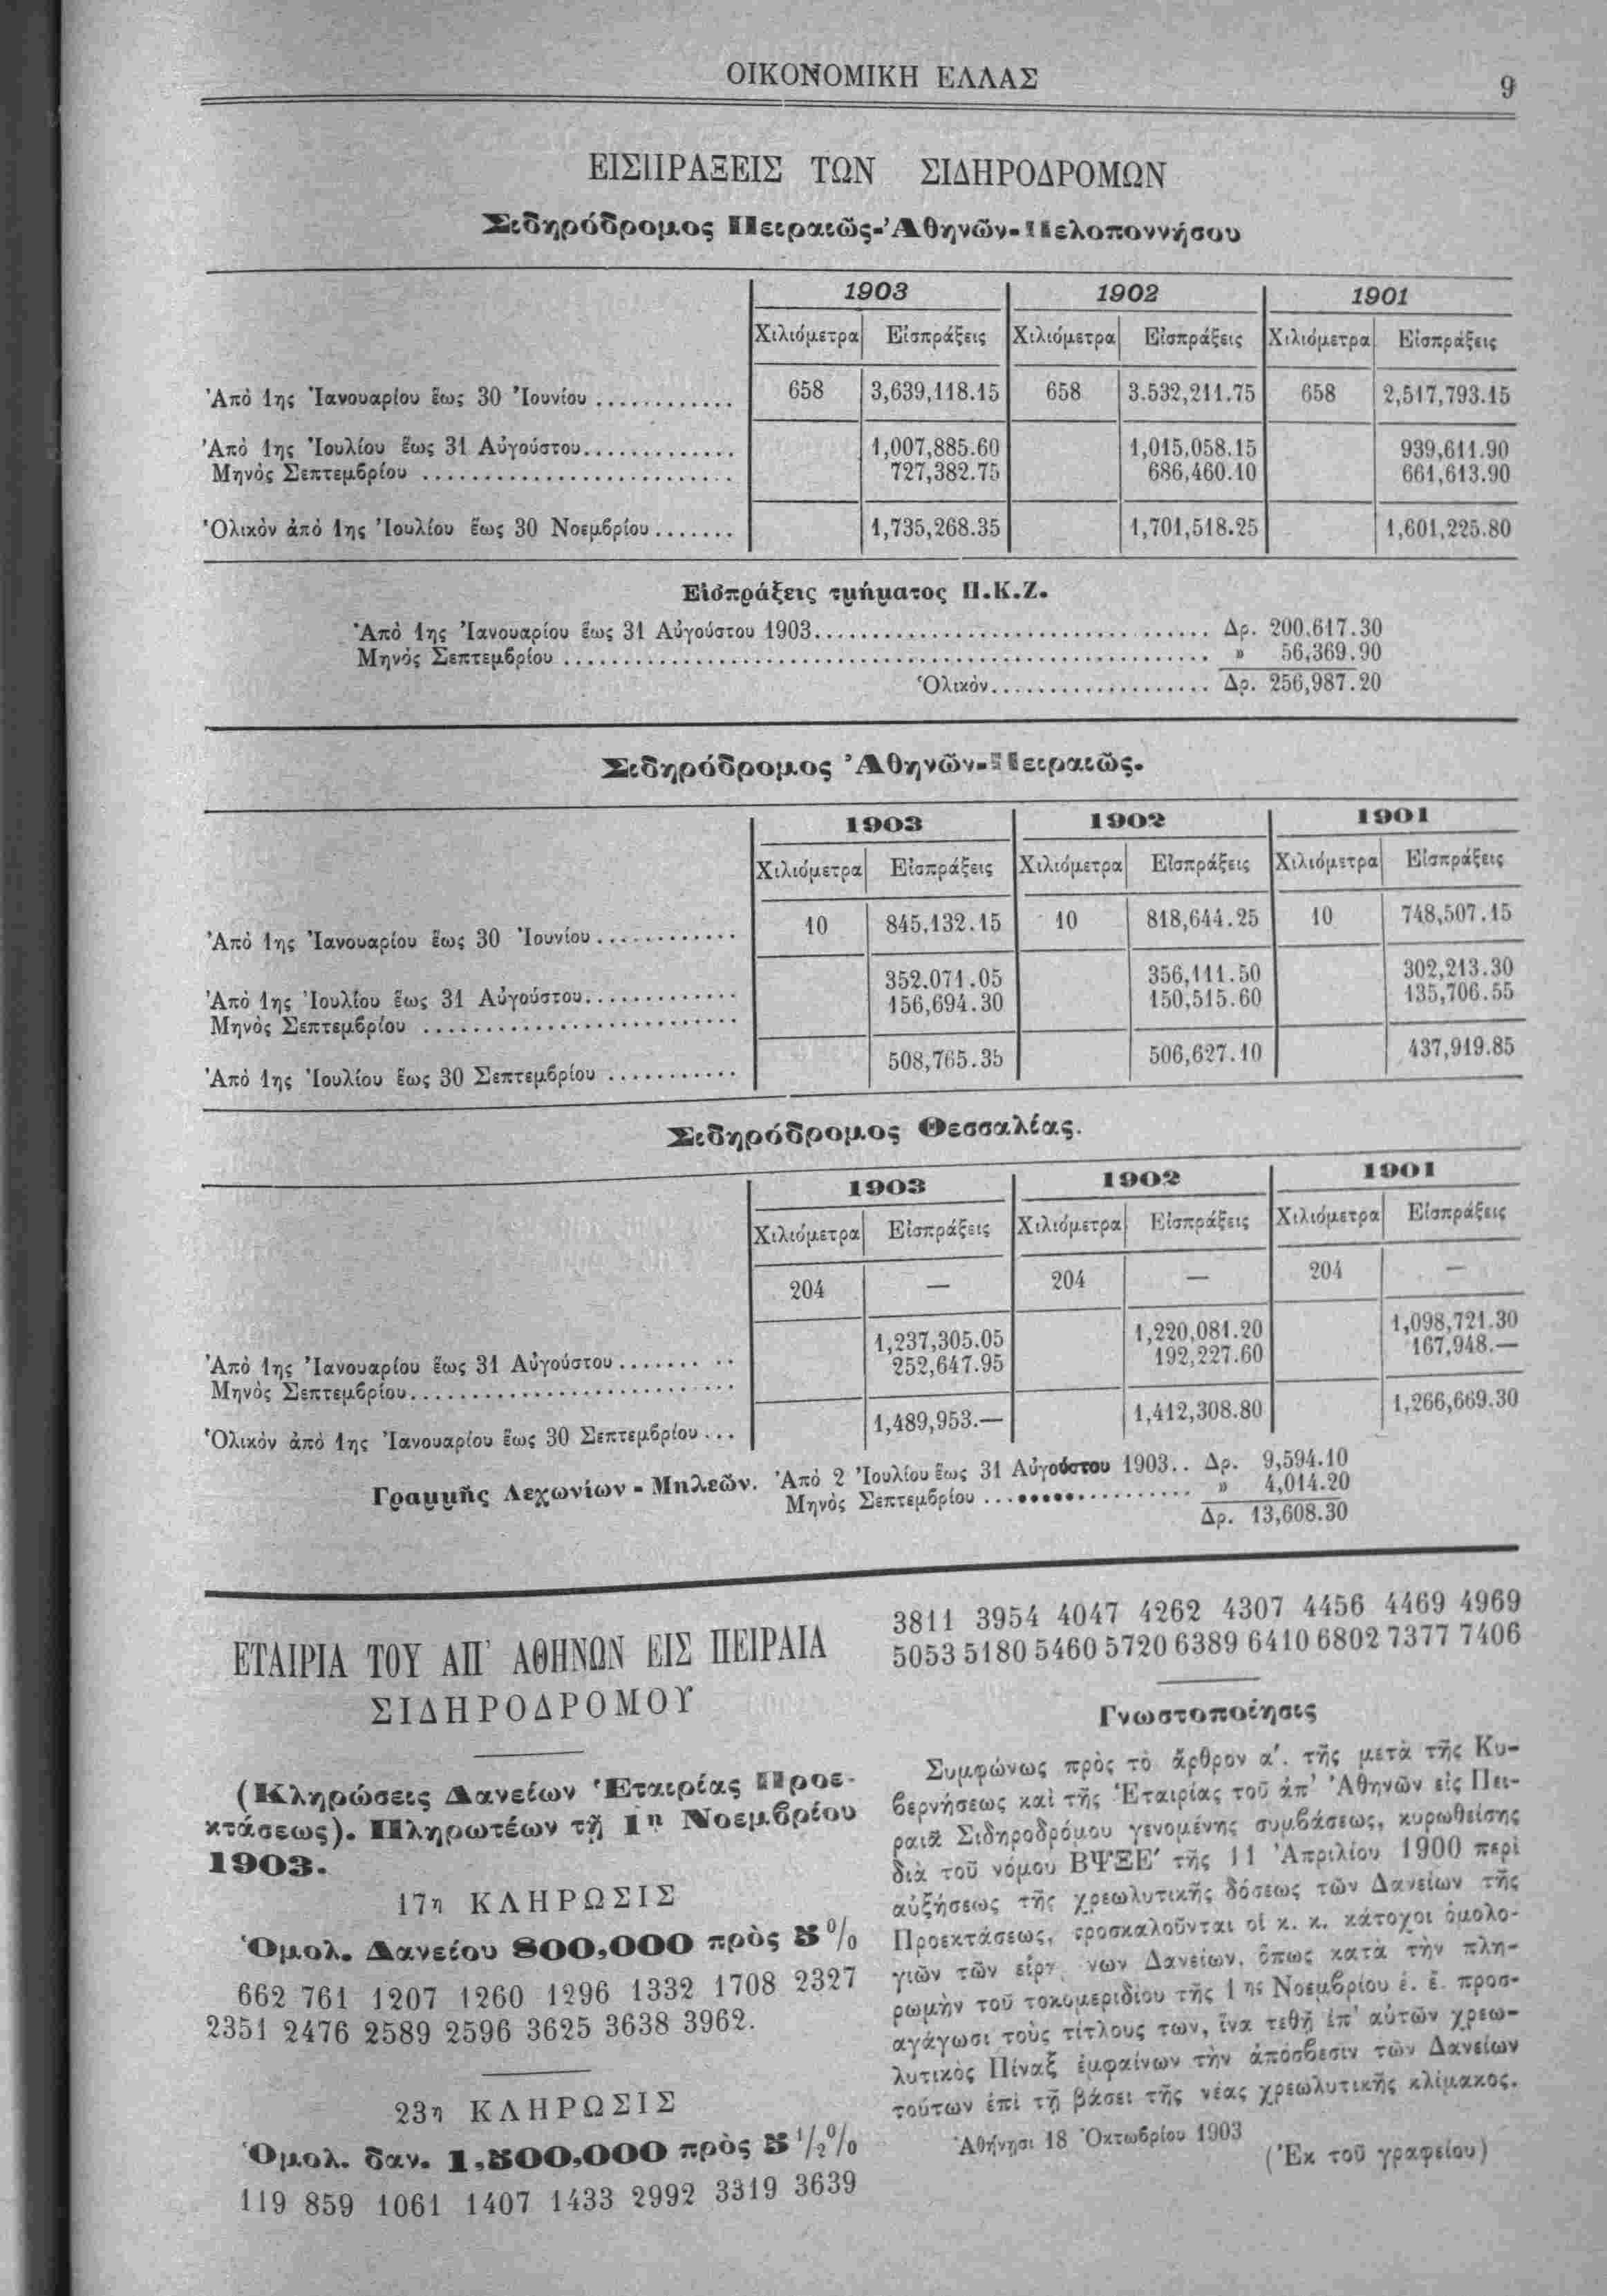 ΟΙΚΟΝΟΜΙΚΗ ΕΛΛΑΣ 9
ΕΙΣΠΡΑΞΕΙΣ ΤΩΝ ΣΙΔΗΡΟΔΡΟΜΩΝ
Σιδηρόδρομος Πειραιῶς-Ἀθηνῶν-Πελοποννήσου
1903 1902 1901
Χιλιόμετρα Εἰσπράξεις Χιλιόμετρα Εἰσπράξεις Χιλιόμετρα Εἰσπράξεις
Ἀπὸ 1ης Ἰανουαρίου ἕως 30 Ἰουνίου ............ 658 3,639,118.15 658 3.532,211.75 658 2,517,793.15
Ἀπὸ 1ης Ἰουλίου ἕως 31 Αὐγούστου............. 1,007,885.60 1,015,058.15 939,611.90
Μηνὸς Σεπτεμβρίου .......................... 727,382.75 686,460.10 661,613.90
Ὁλικὸν ἀπὸ 1ης Ἰουλίου ἕως 30 Νοεμβρίου ....... 1,735,268.35 1,701,518.25 1,601,225.80
Εἰσπράξεις τμήματος Π.Κ.Ζ.
Ἀπὸ 1ης Ἰανουαρίου ἕως 31 Αὐγούστου 1903.................................. Δρ. 200.617.30
Μηνὸς Σεπτεμβρίου ....................................................... » 56,369.90
Ὁλικὸν................... Δρ. 256,987.20
Σιδηρόδρομος Ἀθηνῶν-Πειραιῶς.
1903 1902 1901
Χιλιόμετρα Εἰσπράξεις Χιλιόμετρα Εἰσπράξεις Χιλιόμετρα Εἰσπράξεις
Ἀπὸ 1ης Ἰανουαρίου ἕως 30 Ἰουνίου ............ 10 845,132.15 10 818,644.25 10 748,507.15
Ἀπὸ 1ης Ἰουλίου ἕως 31 Αὐγούστου............. 352.071.05 356,111.50 302,213.30
Μηνὸς Σεπτεμβρίου .......................... 156,694.30 150,515.60 135,706.55
Ἀπὸ 1ης Ἰουλίου ἕως 30 Σεπτεμβρίου ........... 508,765.35 506,627.10 437,919.85
Σιδηρόδρομος Θεσσαλίας.
1903 1902 1901
Χιλιόμετρα Εἰσπράξεις Χιλιόμετρα Εἰσπράξεις Χιλιόμετρα Εἰσπράξεις
204 — 204 — 204 —
Ἀπὸ 1ης Ἰανουαρίου ἕως 31 Αὐγούστου ......... 1,237,305.05 1,220,081.20 1,098,721.30
Μηνὸς Σεπτεμβρίου........................... 252,647.95 192,227.60 167,948.—
Ὁλικὸν ἀπὸ 1ης Ἰανουαρίου ἕως 30 Σεπτεμβρίου ... 1,489,953.— 1,412,308.80 1,266,669.30
Γραμμῆς Λεχωνίων - Μηλεῶν. Ἀπὸ 2 Ἰουλίου ἕως 31 Αὐγούστου 1903.. Δρ. 9,594.10
Μηνὸς Σεπτεμβρίου .................. » 4,014.20
Δρ. 13,608.30
ΕΤΑΙΡΙΑ ΤΟΥ ΑΠ' ΑΘΗΝΩΝ ΕΙΣ ΠΕΙΡΑΙΑ
ΣΙΔΗΡΟΔΡΟΜΟΥ
(Κληρώσεις Δανείων Ἑταιρίας Προε-
κτάσεως). Πληρωτέων τῇ 1η Νοεμβρίου
1903.
17η ΚΛΗΡΩΣΙΣ
Ὁμολ. Δανείου 800,000 πρὸς 5 %
662 761 1207 1260 1296 1332 1708 2327
2351 2476 2589 2596 3625 3638 3962.
23η ΚΛΗΡΩΣΙΣ
Ὁμολ. δαν. 1,500,000 πρὸς 5 1/2%
119 859 1061 1407 1433 2992 3319 3639
3811 3954 4047 4262 4307 4456 4469 4969
5053 5180 5460 5720 6389 6410 6802 7377 7406
Γνωστοποίησις
Συμφώνως πρὸς τὸ ἄρθρον α'. τῆς μετὰ τῆς Κυ-
βερνήσεως καὶ τῆς Ἑταιρίας τοῦ ἀπ' Ἀθηνῶν εἰς Πει-
ραιᾶ Σιδηροδρόμου γενομένης συμβάσεως, κυρωθείσης
διὰ τοῦ νόμου ΒΨΞΕ' τῆς 11 Ἀπριλίου 1900 περὶ
αὐξήσεως τῆς χρεωλυτικῆς δόσεως τῶν Δανείων τῆς
Προεκτάσεως, προσκαλοῦνται οἱ κ. κ. κάτοχοι ὁμολο-
γιῶν τῶν εἰρη νων Δανείων, ὅπως κατὰ τὴν πλη-
ρωμὴν τοῦ τοκομεριδίου τῆς 1ης Νοεμβρίου ἐ. ἔ. προσ-
αγάγωσι τοὺς τίτλους των, ἵνα τεθῇ ἐπ' αὐτῶν χρεω-
λυτικὸς Πίναξ ἐμφαίνων τὴν ἀπόσβεσιν τῶν Δανείων
τούτων ἐπὶ τῇ βάσει τῆς νέας χρεωλυτικῆς κλίμακος.
Ἀθήνῃσι 18 Ὀκτωβρίου 1903
(Ἐκ τοῦ γραφείου)